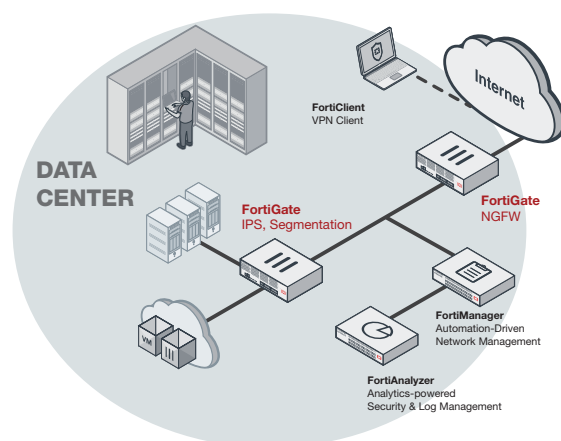 Internet
FortiClient
VPN Client
DATA
CENTER
FortiGate
IPS, Segmentation
FortiGate
NGFW
VM
FortiManager
Automation-Driven
Network Management
FortiAnalyzer
Analytics-powered
Security & Log Management